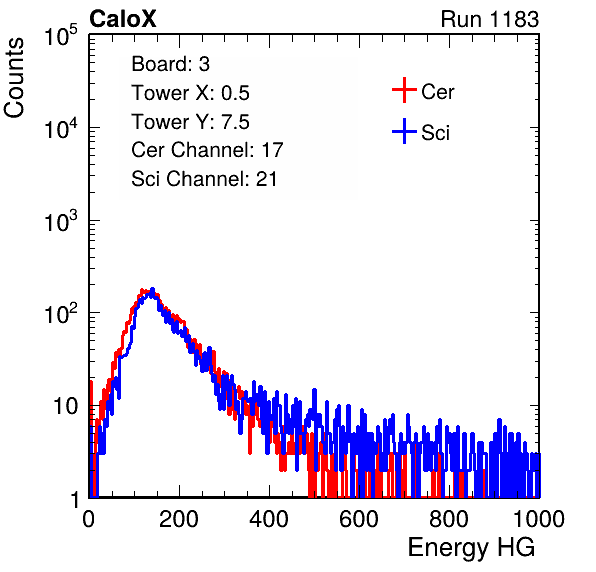 CaloX Run 1183
Counts
10^5
10^4
10^3
10^2
10
1
Board: 3
Tower X: 0.5
Tower Y: 7.5
Cer Channel: 17
Sci Channel: 21
Cer
Sci
0 200 400 600 800 1000
Energy HG